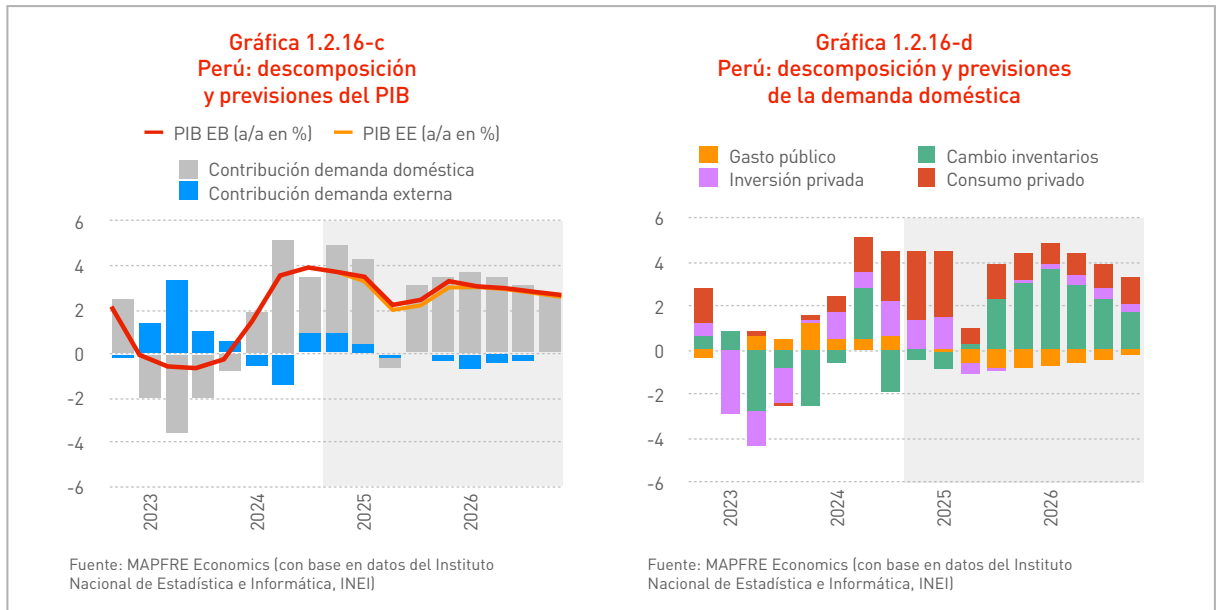 Gráfica 1.2.16-c
Perú: descomposición
y previsiones del PIB
PIB EB (a/a en %)
PIB EE (a/a en %)
Contribución demanda doméstica
Contribución demanda externa
6
4
2
0
-2
-4
-6
2023
2024
2025
2026
Fuente: MAPFRE Economics (con base en datos del Instituto
Nacional de Estadística e Informática, INEI)
Gráfica 1.2.16-d
Perú: descomposición y previsiones
de la demanda doméstica
Gasto público
Cambio inventarios
Inversión privada
Consumo privado
6
4
2
0
-2
-4
-6
2023
2024
2025
2026
Fuente: MAPFRE Economics (con base en datos del Instituto
Nacional de Estadística e Informática, INEI)